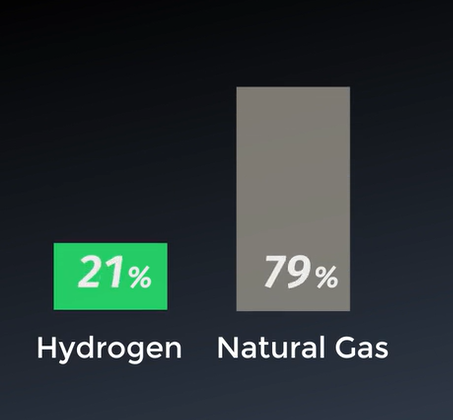 21%
79%
Hydrogen
Natural Gas